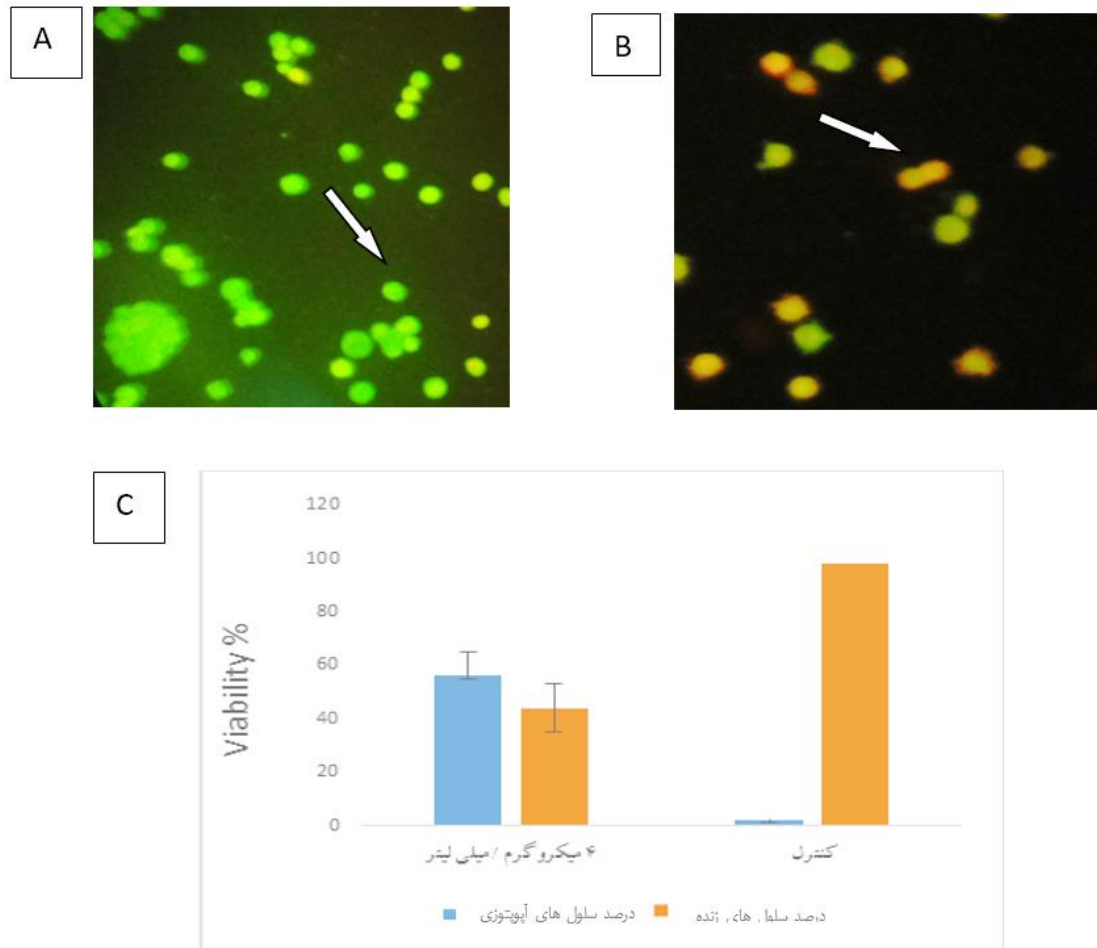 A
B
C
120
100
80
60
40
20
0
Viability %
۴ میکروگرم /میلی لیتر
کنترل
درصد سلول های آپوپتوزی
درصد سلول های زنده